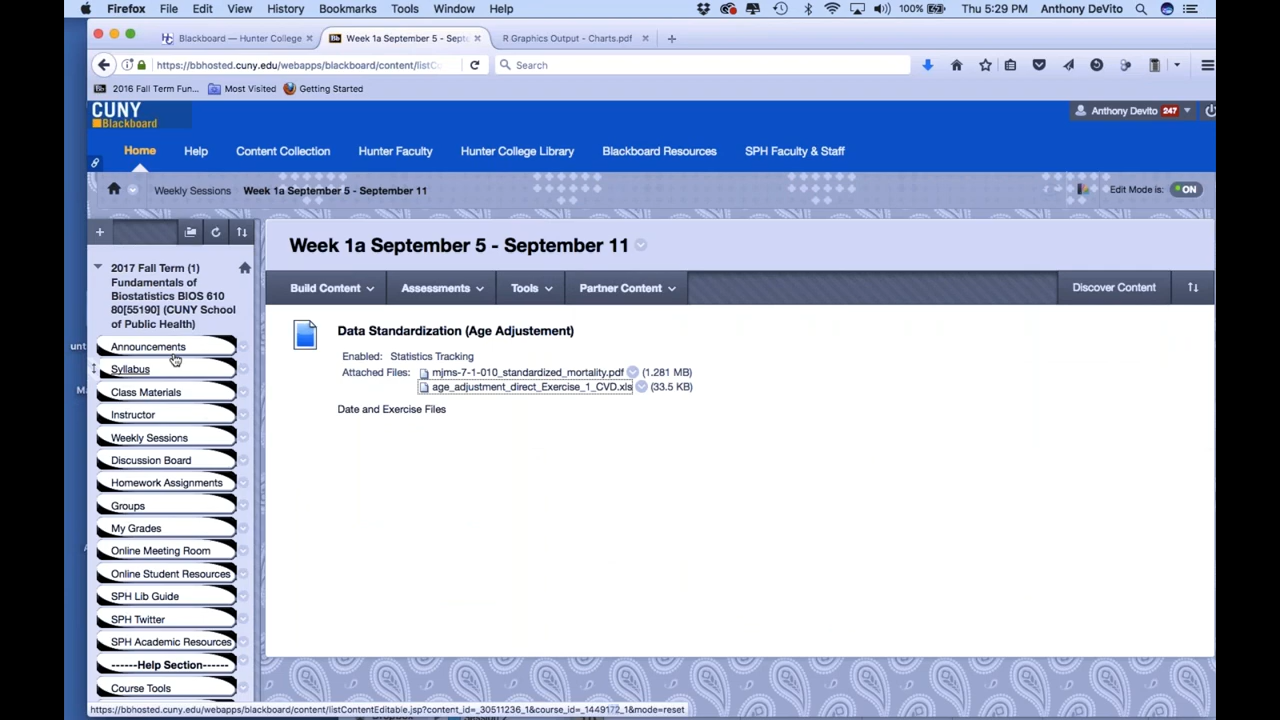 Firefox File Edit View History Bookmarks Tools Window Help 100% Thu 5:29 PM Anthony DeVito
Blackboard — Hunter College
Week 1a September 5 - Septe
R Graphics Output - Charts.pdf
https://bbhosted.cuny.edu/webapps/blackboard/content/listCo
Search
2016 Fall Term Fun... Most Visited Getting Started
CUNY
Blackboard
Anthony Devito 247
Home Help Content Collection Hunter Faculty Hunter College Library Blackboard Resources SPH Faculty & Staff
Weekly Sessions Week 1a September 5 - September 11 Edit Mode is: ON
2017 Fall Term (1)
Fundamentals of
Biostatistics BIOS 610
80[55190] (CUNY School
of Public Health)
Announcements
Syllabus
Class Materials
Instructor
Weekly Sessions
Discussion Board
Homework Assignments
Groups
My Grades
Online Meeting Room
Online Student Resources
SPH Lib Guide
SPH Twitter
SPH Academic Resources
------Help Section------
Course Tools
Week 1a September 5 - September 11
Build Content Assessments Tools Partner Content Discover Content
Data Standardization (Age Adjustement)
Enabled: Statistics Tracking
Attached Files: mjms-7-1-010_standardized_mortality.pdf (1.281 MB)
age_adjustment_direct_Exercise_1_CVD.xls (33.5 KB)
Date and Exercise Files
https://bbhosted.cuny.edu/webapps/blackboard/content/listContentEditable.jsp?content_id=_30511236_1&course_id=_1449172_1&mode=reset